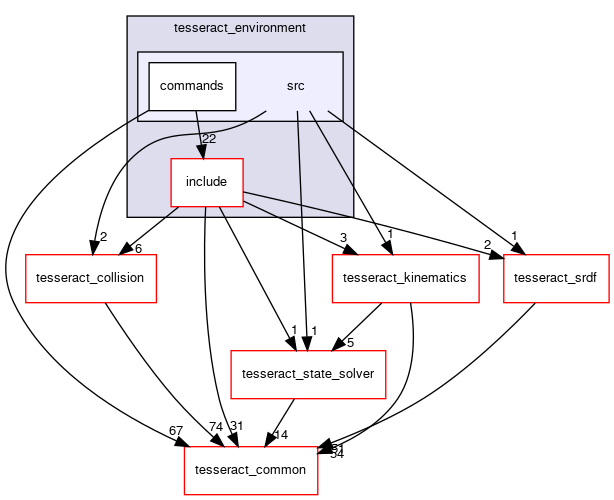 tesseract_environment
commands
src
22
include
2
6
3
1
2
1
tesseract_collision
tesseract_kinematics
tesseract_srdf
1
1
5
tesseract_state_solver
67
74
31
14
54
tesseract_common